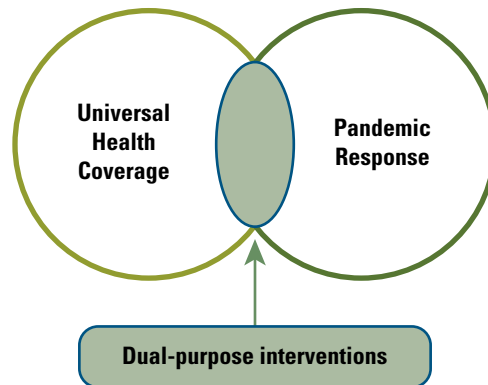 Universal
Health
Coverage
Pandemic
Response
Dual-purpose interventions